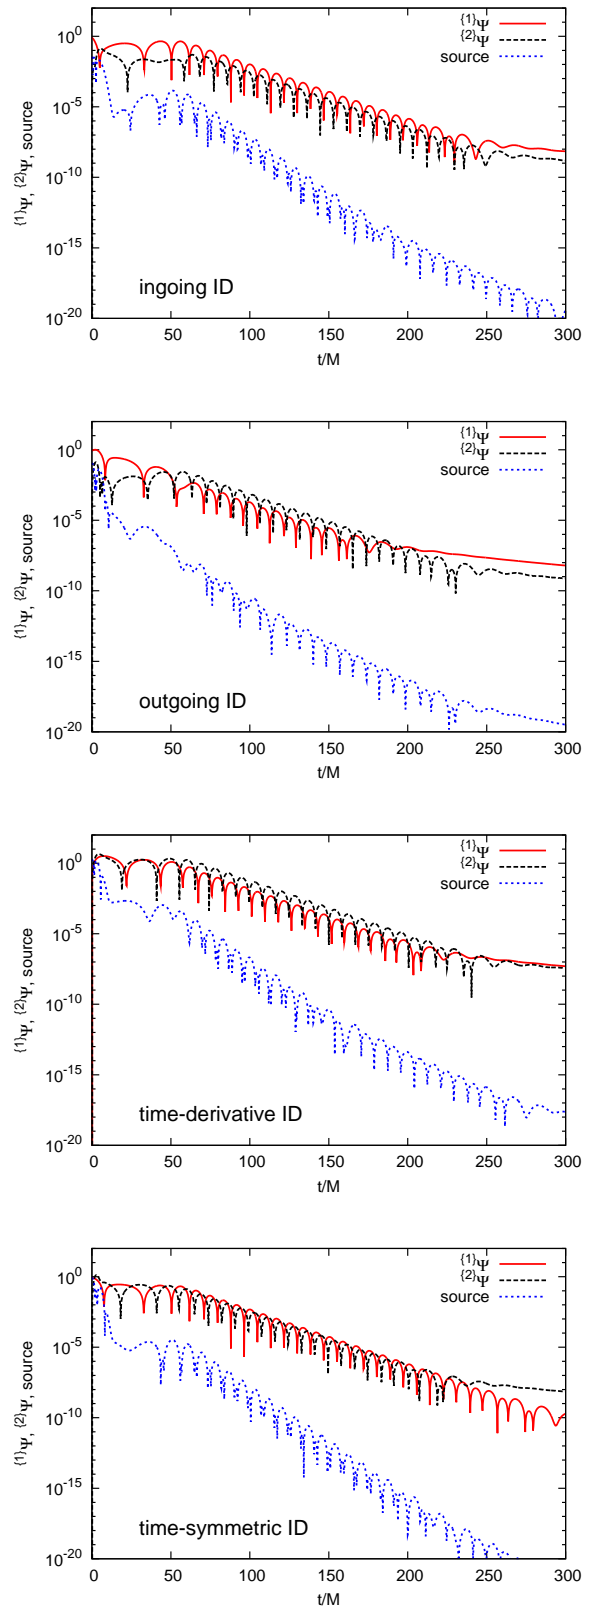 10^0
10^-5
10^-10
10^-15
10^-20
{1}Ψ, {2}Ψ, source
{1}Ψ
{2}Ψ
source
ingoing ID
0 50 100 150 200 250 300
t/M
10^0
10^-5
10^-10
10^-15
10^-20
{1}Ψ, {2}Ψ, source
{1}Ψ
{2}Ψ
source
outgoing ID
0 50 100 150 200 250 300
t/M
10^0
10^-5
10^-10
10^-15
10^-20
{1}Ψ, {2}Ψ, source
{1}Ψ
{2}Ψ
source
time-derivative ID
0 50 100 150 200 250 300
t/M
10^0
10^-5
10^-10
10^-15
10^-20
{1}Ψ, {2}Ψ, source
{1}Ψ
{2}Ψ
source
time-symmetric ID
0 50 100 150 200 250 300
t/M